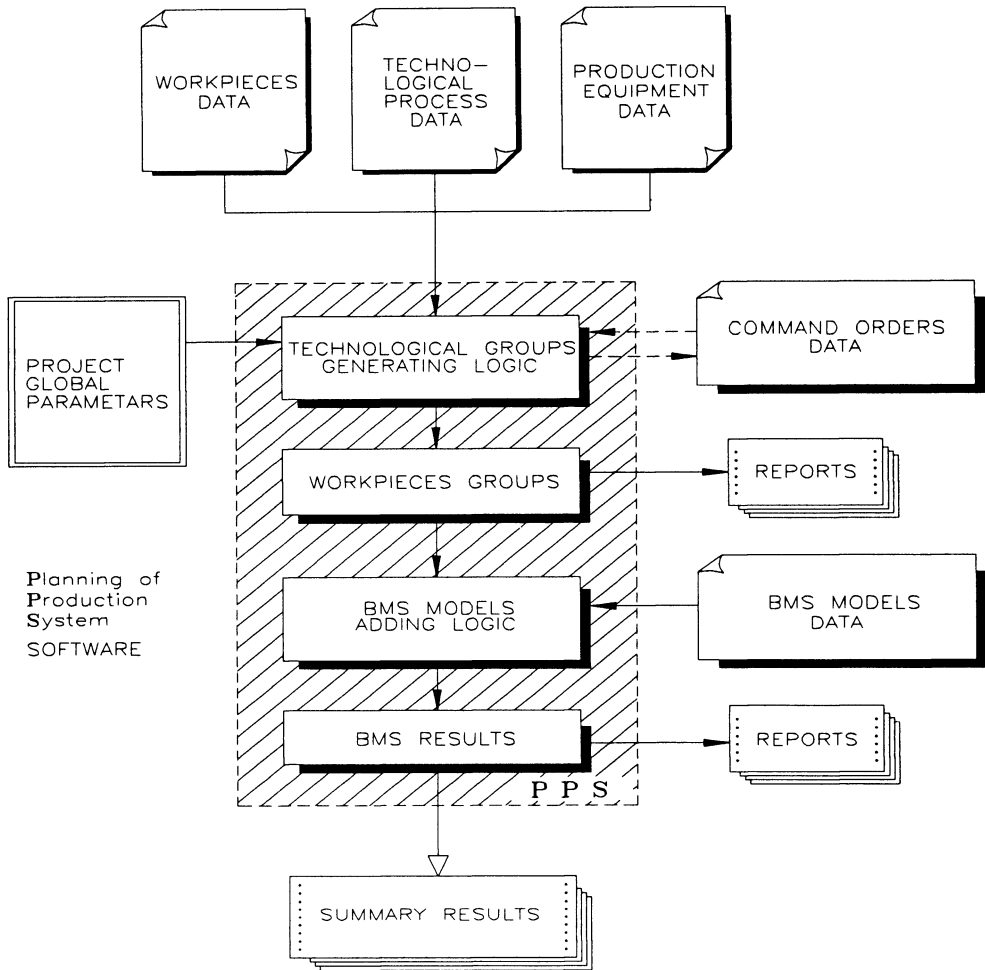 WORKPIECES
DATA
TECHNO-
LOGICAL
PROCESS
DATA
PRODUCTION
EQUIPMENT
DATA
PROJECT
GLOBAL
PARAMETARS
TECHNOLOGICAL GROUPS
GENERATING LOGIC
COMMAND ORDERS
DATA
WORKPIECES GROUPS
REPORTS
Planning of
Production
System
SOFTWARE
BMS MODELS
ADDING LOGIC
BMS MODELS
DATA
BMS RESULTS
REPORTS
P P S
SUMMARY RESULTS